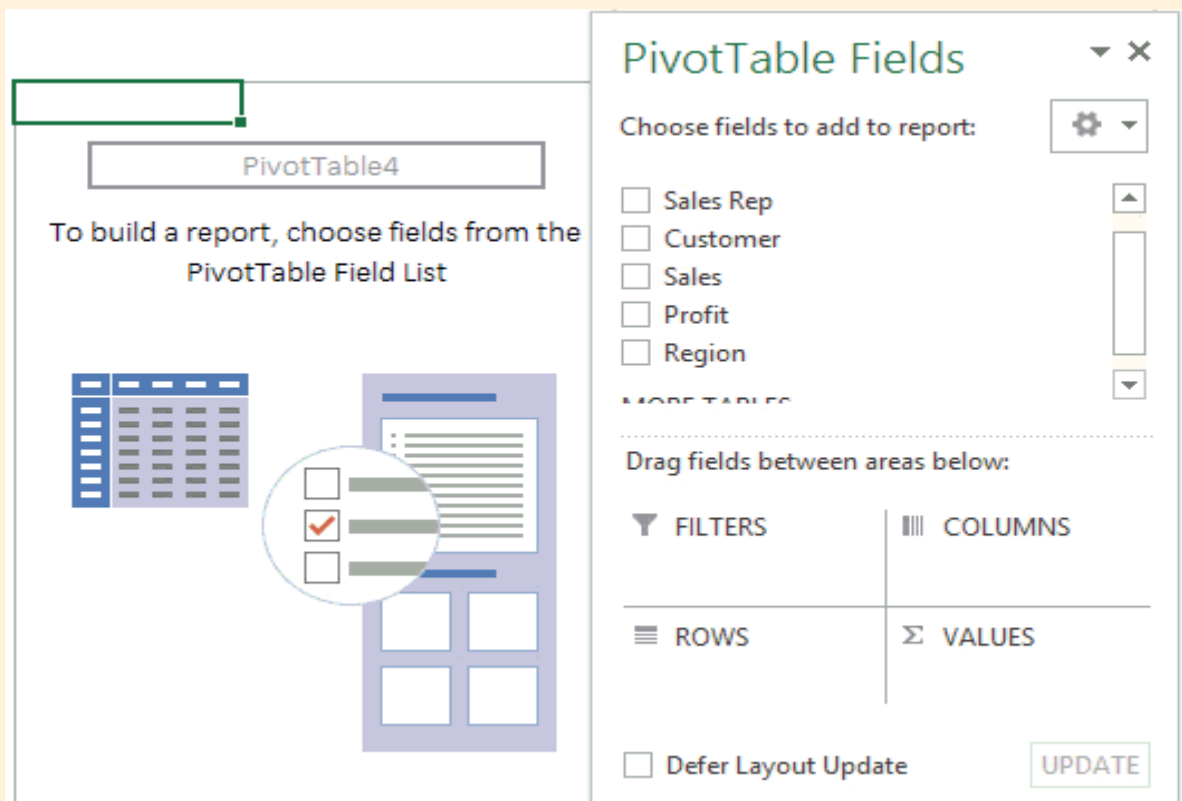 PivotTable4
To build a report, choose fields from the
PivotTable Field List
PivotTable Fields
Choose fields to add to report:
Sales Rep
Customer
Sales
Profit
Region
MORE TABLES
Drag fields between areas below:
FILTERS
COLUMNS
ROWS
Σ VALUES
Defer Layout Update
UPDATE